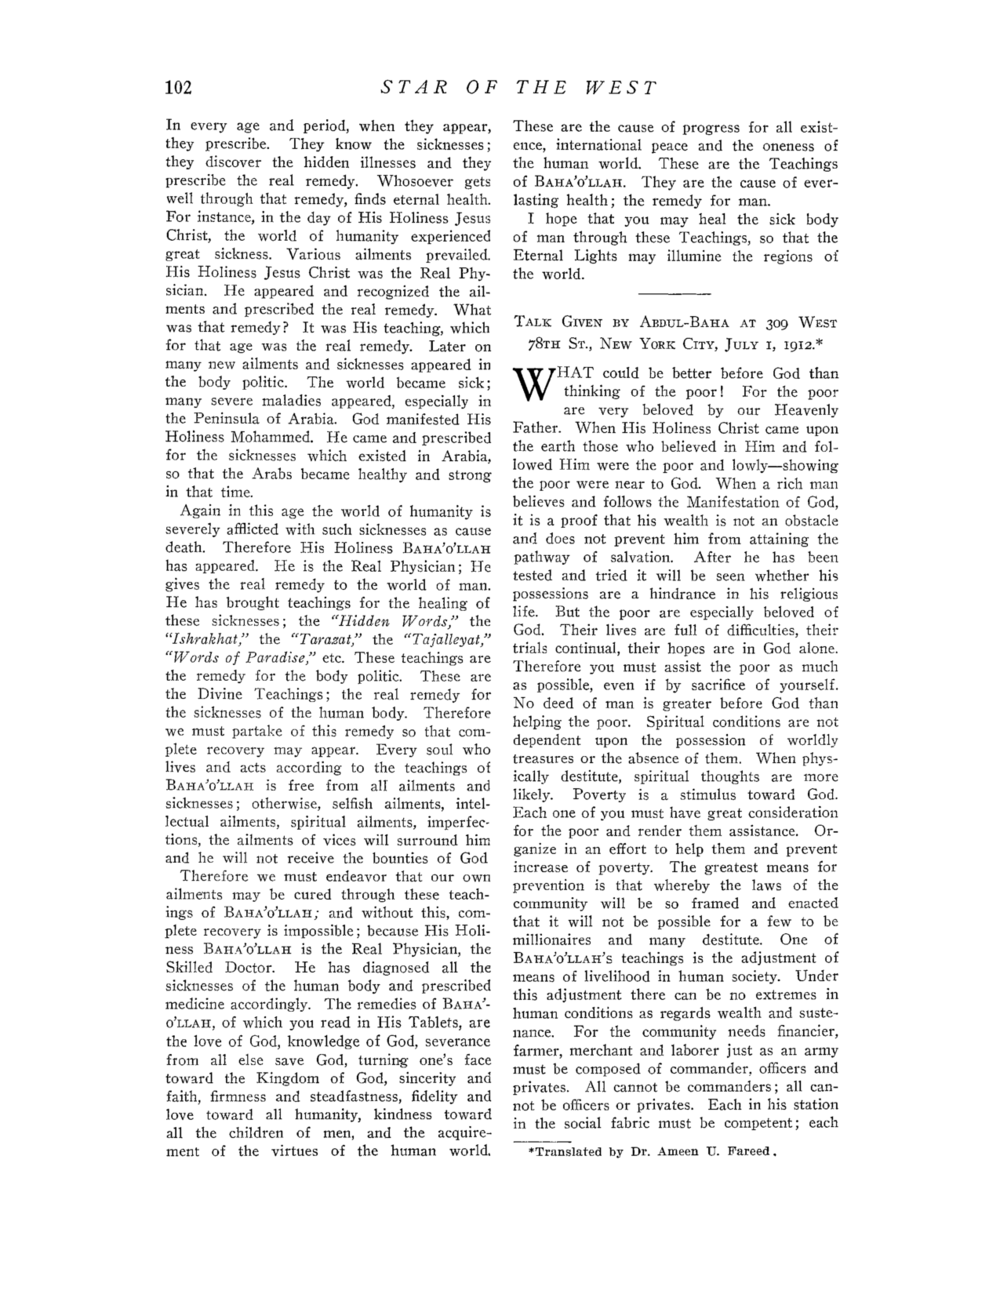 102 STAR OF THE WEST
In every age and period, when they appear,
they prescribe. They know the sicknesses;
they discover the hidden illnesses and they
prescribe the real remedy. Whosoever gets
well through that remedy, finds eternal health.
For instance, in the day of His Holiness Jesus
Christ, the world of humanity experienced
great sickness. Various ailments prevailed.
His Holiness Jesus Christ was the Real Phy-
sician. He appeared and recognized the ail-
ments and prescribed the real remedy. What
was that remedy? It was His teaching, which
for that age was the real remedy. Later on
many new ailments and sicknesses appeared in
the body politic. The world became sick;
many severe maladies appeared, especially in
the Peninsula of Arabia. God manifested His
Holiness Mohammed. He came and prescribed
for the sicknesses which existed in Arabia,
so that the Arabs became healthy and strong
in that time.
Again in this age the world of humanity is
severely afflicted with such sicknesses as cause
death. Therefore His Holiness BAHA'O'LLAH
has appeared. He is the Real Physician; He
gives the real remedy to the world of man.
He has brought teachings for the healing of
these sicknesses; the "Hidden Words," the
"Ishrakhat," the "Tarazat," the "Tajalleyat,"
"Words of Paradise," etc. These teachings are
the remedy for the body politic. These are
the Divine Teachings; the real remedy for
the sicknesses of the human body. Therefore
we must partake of this remedy so that com-
plete recovery may appear. Every soul who
lives and acts according to the teachings of
BAHA'O'LLAH is free from all ailments and
sicknesses; otherwise, selfish ailments, intel-
lectual ailments, spiritual ailments, imperfec-
tions, the ailments of vices will surround him
and he will not receive the bounties of God
Therefore we must endeavor that our own
ailments may be cured through these teach-
ings of BAHA'O'LLAH; and without this, com-
plete recovery is impossible; because His Holi-
ness BAHA'O'LLAH is the Real Physician, the
Skilled Doctor. He has diagnosed all the
sicknesses of the human body and prescribed
medicine accordingly. The remedies of BAHA'-
O'LLAH, of which you read in His Tablets, are
the love of God, knowledge of God, severance
from all else save God, turning one's face
toward the Kingdom of God, sincerity and
faith, firmness and steadfastness, fidelity and
love toward all humanity, kindness toward
all the children of men, and the acquire-
ment of the virtues of the human world.
These are the cause of progress for all exist-
ence, international peace and the oneness of
the human world. These are the Teachings
of BAHA'O'LLAH. They are the cause of ever-
lasting health; the remedy for man.
I hope that you may heal the sick body
of man through these Teachings, so that the
Eternal Lights may illumine the regions of
the world.
TALK GIVEN BY ABDUL-BAHA AT 309 WEST
78TH ST., NEW YORK CITY, JULY 1, 1912.*
WHAT could be better before God than
thinking of the poor! For the poor
are very beloved by our Heavenly
Father. When His Holiness Christ came upon
the earth those who believed in Him and fol-
lowed Him were the poor and lowly—showing
the poor were near to God. When a rich man
believes and follows the Manifestation of God,
it is a proof that his wealth is not an obstacle
and does not prevent him from attaining the
pathway of salvation. After he has been
tested and tried it will be seen whether his
possessions are a hindrance in his religious
life. But the poor are especially beloved of
God. Their lives are full of difficulties, their
trials continual, their hopes are in God alone.
Therefore you must assist the poor as much
as possible, even if by sacrifice of yourself.
No deed of man is greater before God than
helping the poor. Spiritual conditions are not
dependent upon the possession of worldly
treasures or the absence of them. When phys-
ically destitute, spiritual thoughts are more
likely. Poverty is a stimulus toward God.
Each one of you must have great consideration
for the poor and render them assistance. Or-
ganize in an effort to help them and prevent
increase of poverty. The greatest means for
prevention is that whereby the laws of the
community will be so framed and enacted
that it will not be possible for a few to be
millionaires and many destitute. One of
BAHA'O'LLAH'S teachings is the adjustment of
means of livelihood in human society. Under
this adjustment there can be no extremes in
human conditions as regards wealth and suste-
nance. For the community needs financier,
farmer, merchant and laborer just as an army
must be composed of commander, officers and
privates. All cannot be commanders; all can-
not be officers or privates. Each in his station
in the social fabric must be competent; each
*Translated by Dr. Ameen U. Fareed.